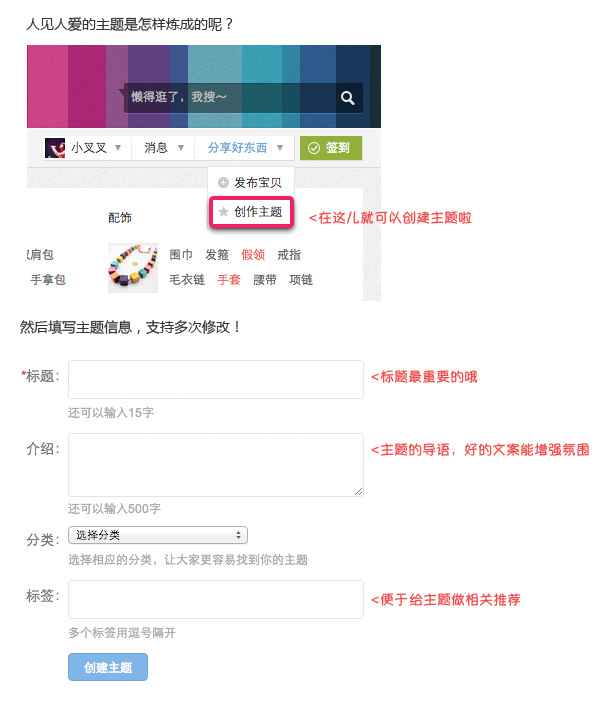 人见人爱的主题是怎样炼成的呢？
懒得逛了，我搜～
小叉叉 ▼ 消息 ▼ 分享好东西 ▼ 签到
发布宝贝
创作主题 <在这儿就可以创建主题啦
配饰
肩包 围巾 发箍 假领 戒指
手拿包 毛衣链 手套 腰带 项链
然后填写主题信息，支持多次修改！
*标题： <标题最重要的哦
还可以输入15字
介绍： <主题的导语，好的文案能增强氛围
还可以输入500字
分类： 选择分类
选择相应的分类，让大家更容易找到你的主题
标签： <便于给主题做相关推荐
多个标签用逗号隔开
创建主题